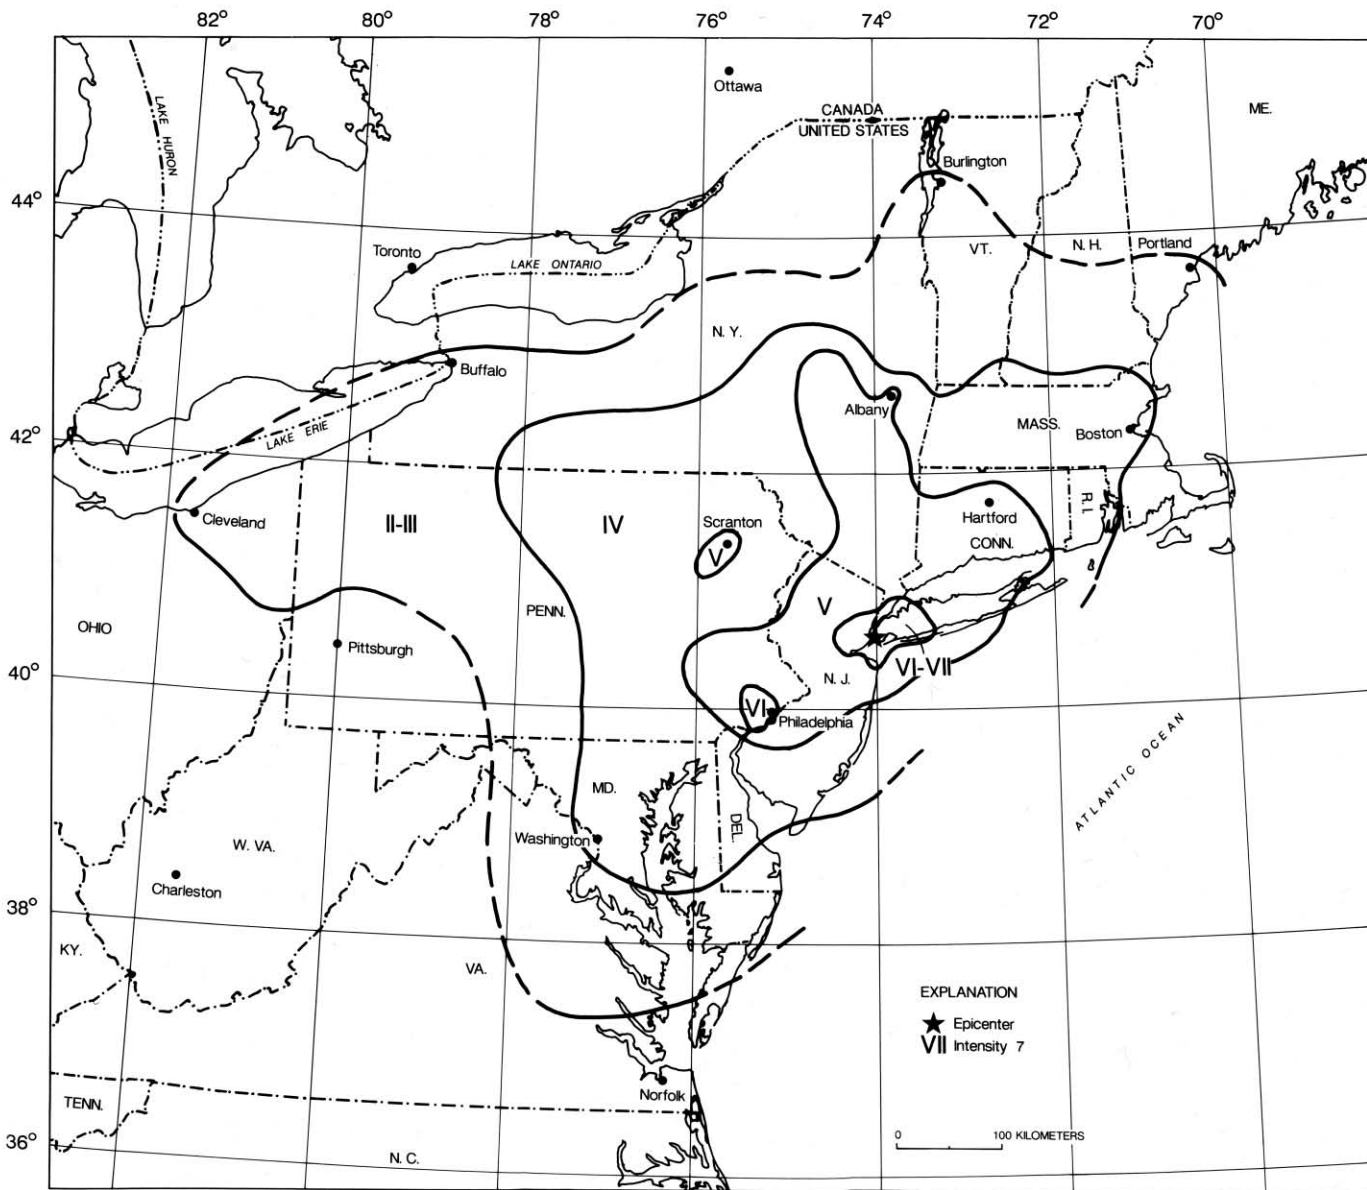 82° 80° 78° 76° 74° 72° 70°
Ottawa
CANADA
UNITED STATES
ME.
LAKE HURON
Burlington
44°
Toronto
LAKE ONTARIO
VT.
N. H.
Portland
N. Y.
Buffalo
Albany
MASS.
Boston
42°
LAKE ERIE
Cleveland
II-III
IV
Scranton
V
Hartford
CONN.
R. I.
PENN.
V
OHIO
Pittsburgh
VI-VII
40°
N. J.
VI
Philadelphia
ATLANTIC OCEAN
MD.
DEL.
Washington
W. VA.
Charleston
38°
KY.
VA.
EXPLANATION
Epicenter
VII Intensity 7
Norfolk
TENN.
0 100 KILOMETERS
36°
N. C.